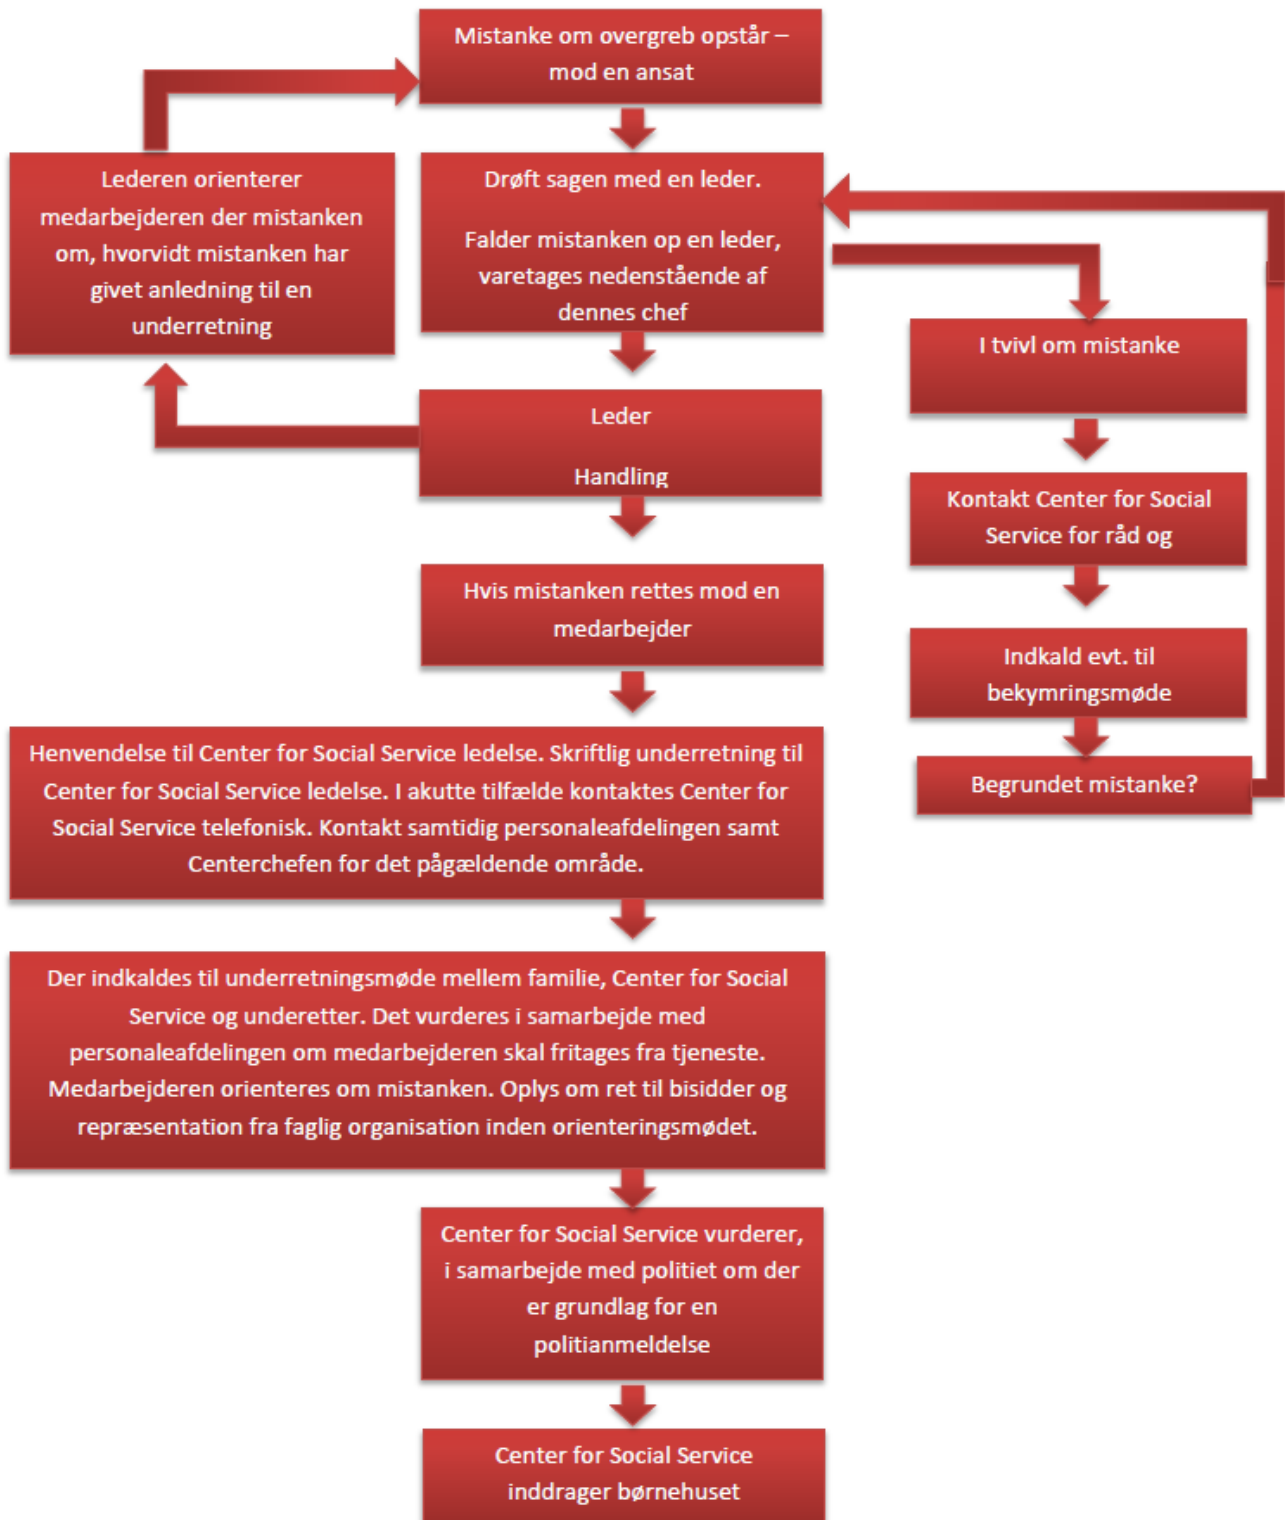 Mistanke om overgreb opstår –
mod en ansat
Lederen orienterer
medarbejderen der mistanken
om, hvorvidt mistanken har
givet anledning til en
underretning
Drøft sagen med en leder.
Falder mistanken op en leder,
varetages nedenstående af
dennes chef
I tvivl om mistanke
Leder
Handling
Kontakt Center for Social
Service for råd og
Hvis mistanken rettes mod en
medarbejder
Indkald evt. til
bekymringsmøde
Begrundet mistanke?
Henvendelse til Center for Social Service ledelse. Skriftlig underretning til
Center for Social Service ledelse. I akutte tilfælde kontaktes Center for
Social Service telefonisk. Kontakt samtidig personaleafdelingen samt
Centerchefen for det pågældende område.
Der indkaldes til underretningsmøde mellem familie, Center for Social
Service og underetter. Det vurderes i samarbejde med
personaleafdelingen om medarbejderen skal fritages fra tjeneste.
Medarbejderen orienteres om mistanken. Oplys om ret til bisidder og
repræsentation fra faglig organisation inden orienteringsmødet.
Center for Social Service vurderer,
i samarbejde med politiet om der
er grundlag for en
politianmeldelse
Center for Social Service
inddrager børnehuset